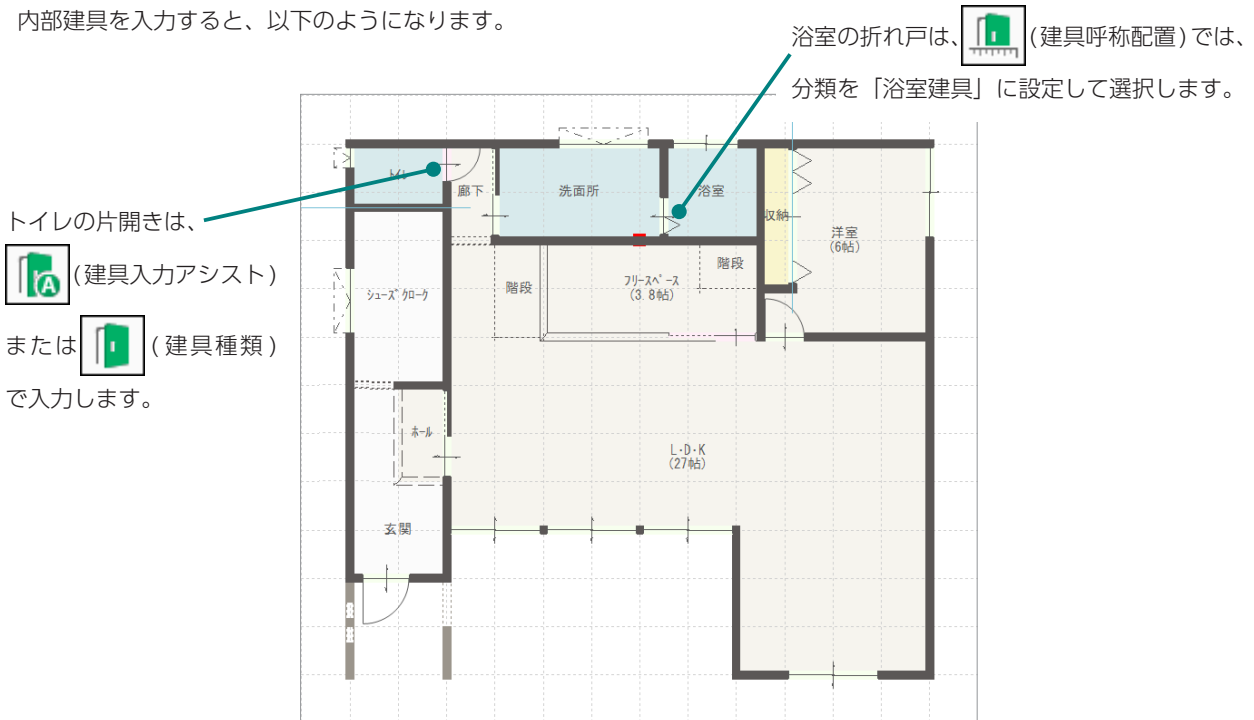 内部建具を入力すると、以下のようになります。
浴室の折れ戸は、(建具呼称配置)では、
分類を「浴室建具」に設定して選択します。
トイレの片開きは、
A(建具入力アシスト)
または(建具種類)
で入力します。
トイレ
廊下
洗面所
浴室
収納
洋室
(6帖)
シューズクローク
階段
フリースペース
(3.8帖)
階段
ホール
L・D・K
(27帖)
玄関